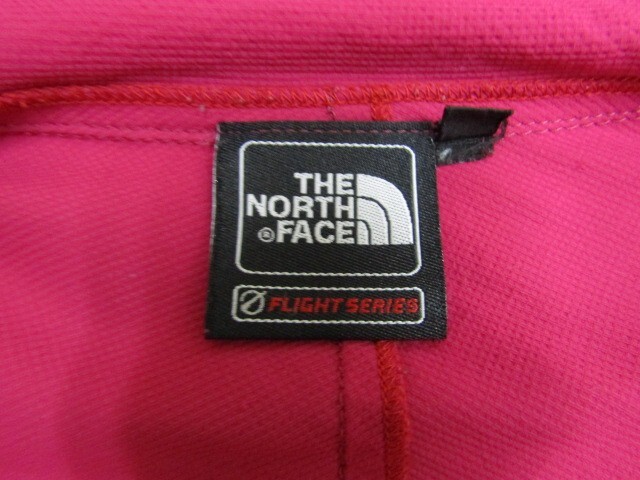 THE
NORTH
® FACE
FLIGHT SERIES